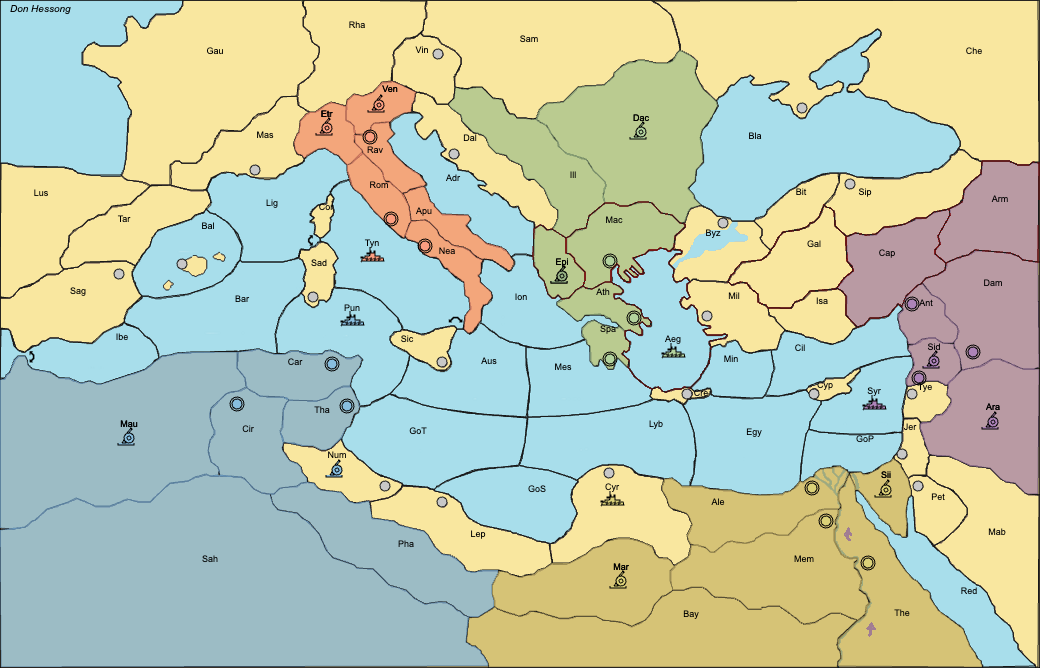 Don Hessong
Rha
Gau
Sam
Che
Vin
Ven
Etr
Dac
Mas
Rav
Dal
Bla
Ill
Adr
Rom
Lus
Cor
Apu
Mac
Bit
Sip
Arm
Lig
Tar
Bal
Tyn
Nea
Byz
Gal
Cap
Sad
Epi
Dam
Sag
Bar
Ion
Ath
Mil
Isa
Ant
Pun
Spa
Ibe
Sic
Aeg
Cil
Sid
Car
Aus
Mes
Min
Cyp
Tye
Syr
Cre
Tha
Ara
Mau
Cir
GoT
Lyb
Egy
GoP
Jer
Num
Sii
GoS
Cyr
Ale
Pet
Lep
Mab
Pha
Sah
Mem
Mar
Red
Bay
The